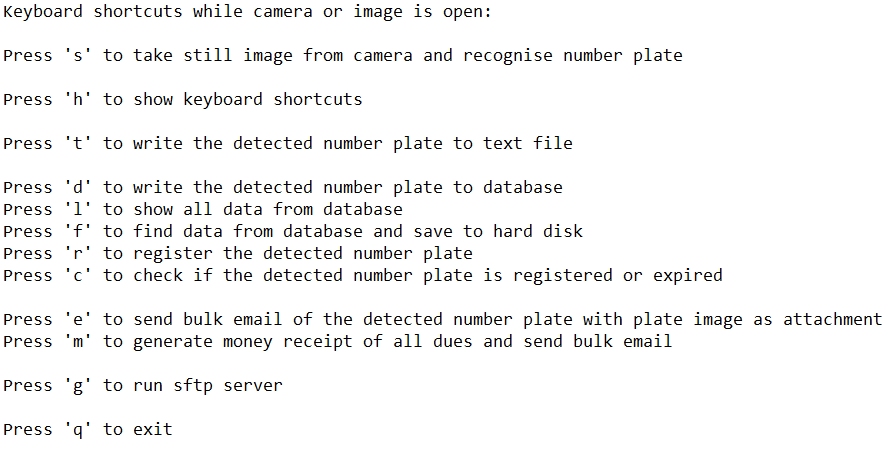 Keyboard shortcuts while camera or image is open:
Press 's' to take still image from camera and recognise number plate
Press 'h' to show keyboard shortcuts
Press 't' to write the detected number plate to text file
Press 'd' to write the detected number plate to database
Press 'l' to show all data from database
Press 'f' to find data from database and save to hard disk
Press 'r' to register the detected number plate
Press 'c' to check if the detected number plate is registered or expired
Press 'e' to send bulk email of the detected number plate with plate image as attachment
Press 'm' to generate money receipt of all dues and send bulk email
Press 'g' to run sftp server
Press 'q' to exit